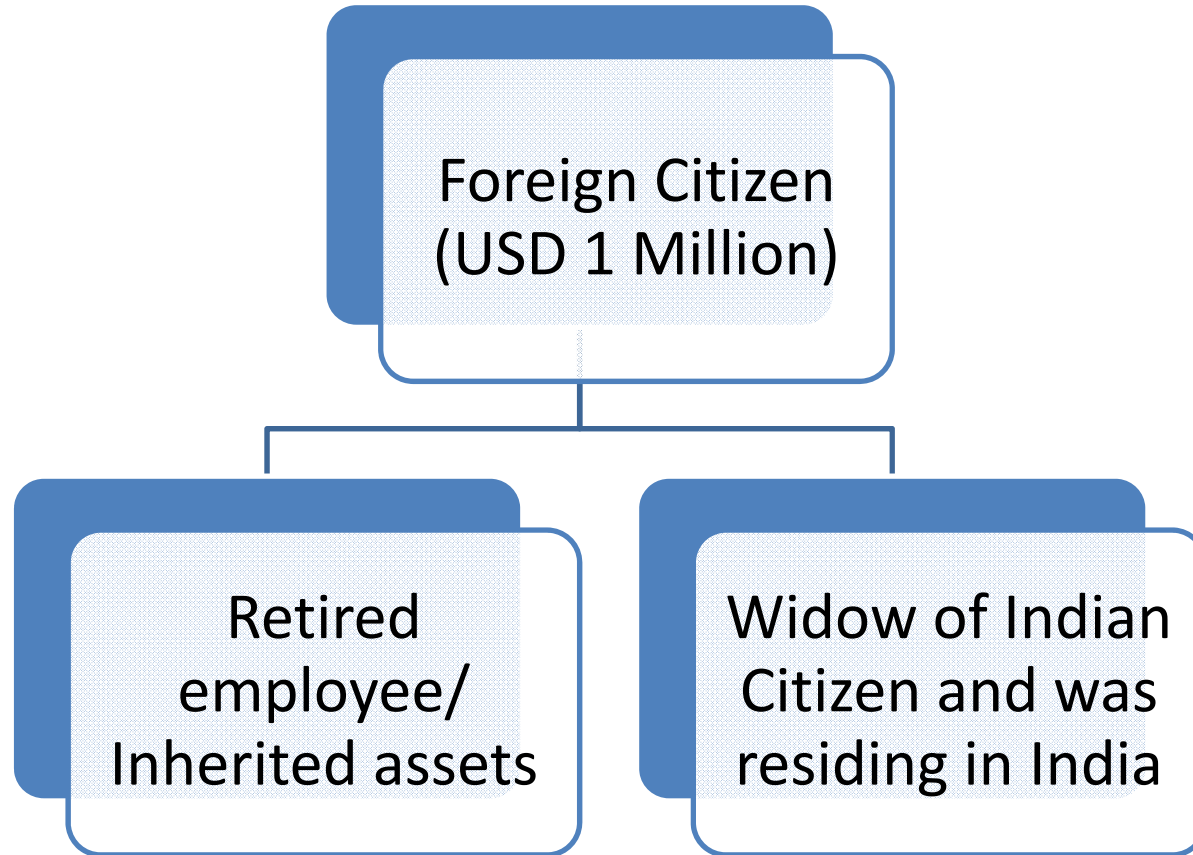 Foreign Citizen
(USD 1 Million)
Retired
employee/
Inherited assets
Widow of Indian
Citizen and was
residing in India